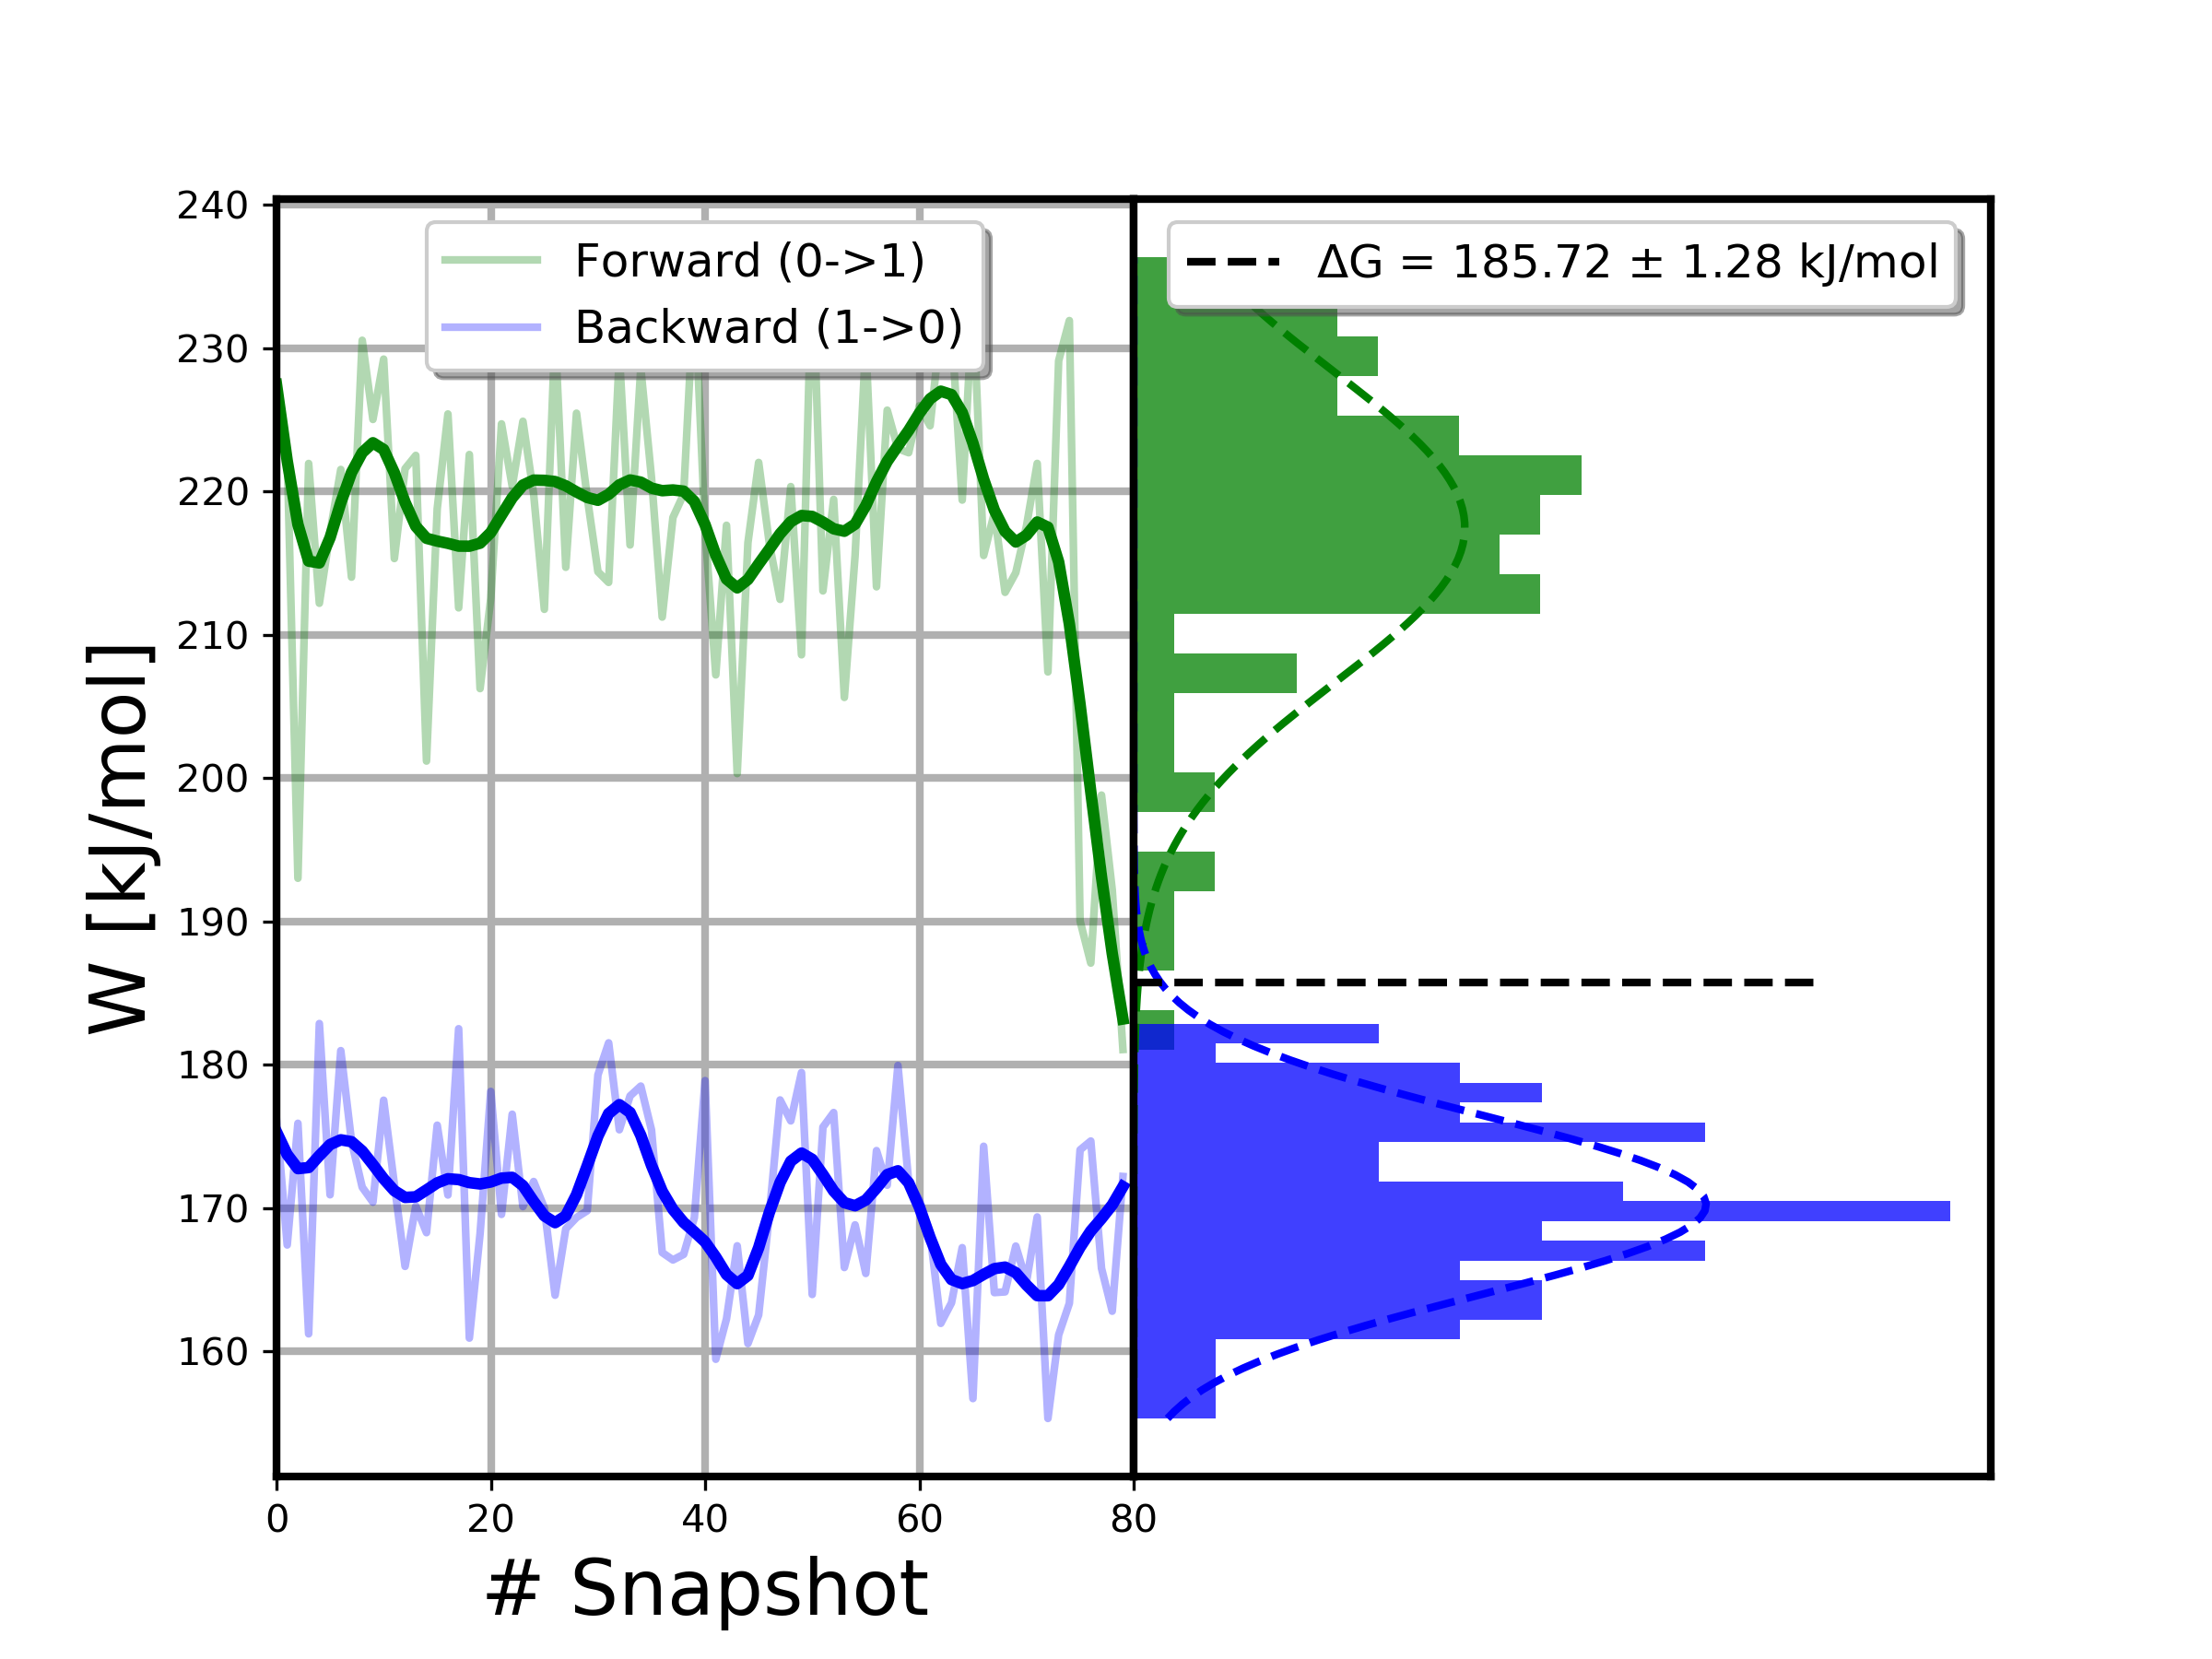 240
230
220
210
200
190
180
170
160
W [kJ/mol]
Forward (0->1)
Backward (1->0)
ΔG = 185.72 ± 1.28 kJ/mol
0 20 40 60 80
# Snapshot